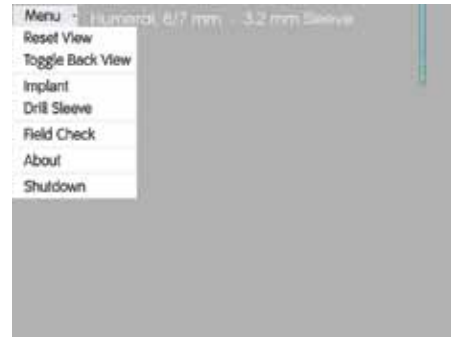 Menu
Humeral, 6/7 mm - 3.2 mm Sleeve
Reset View
Toggle Back View
Implant
Drill Sleeve
Field Check
About
Shutdown